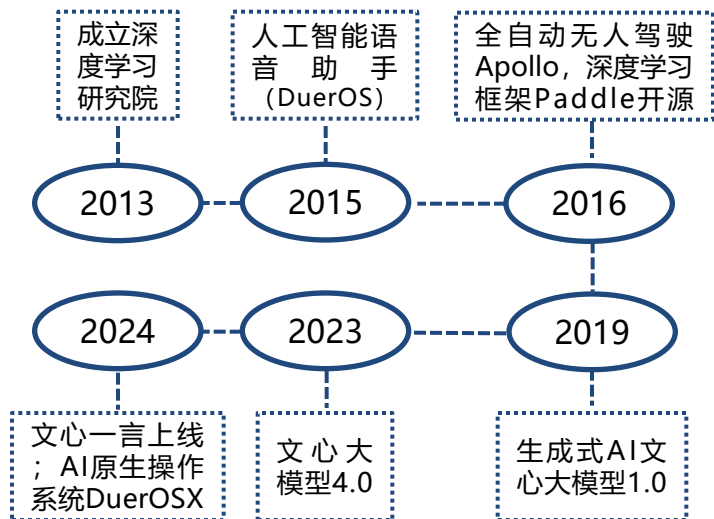 成立深
度学习
研究院
人工智能语
音助手
（DuerOS）
全自动无人驾驶
Apollo，深度学习
框架Paddle开源
2013
2015
2016
2024
2023
2019
文心一言上线
；AI原生操作
系统DuerOSX
文心大
模型4.0
生成式AI文
心大模型1.0